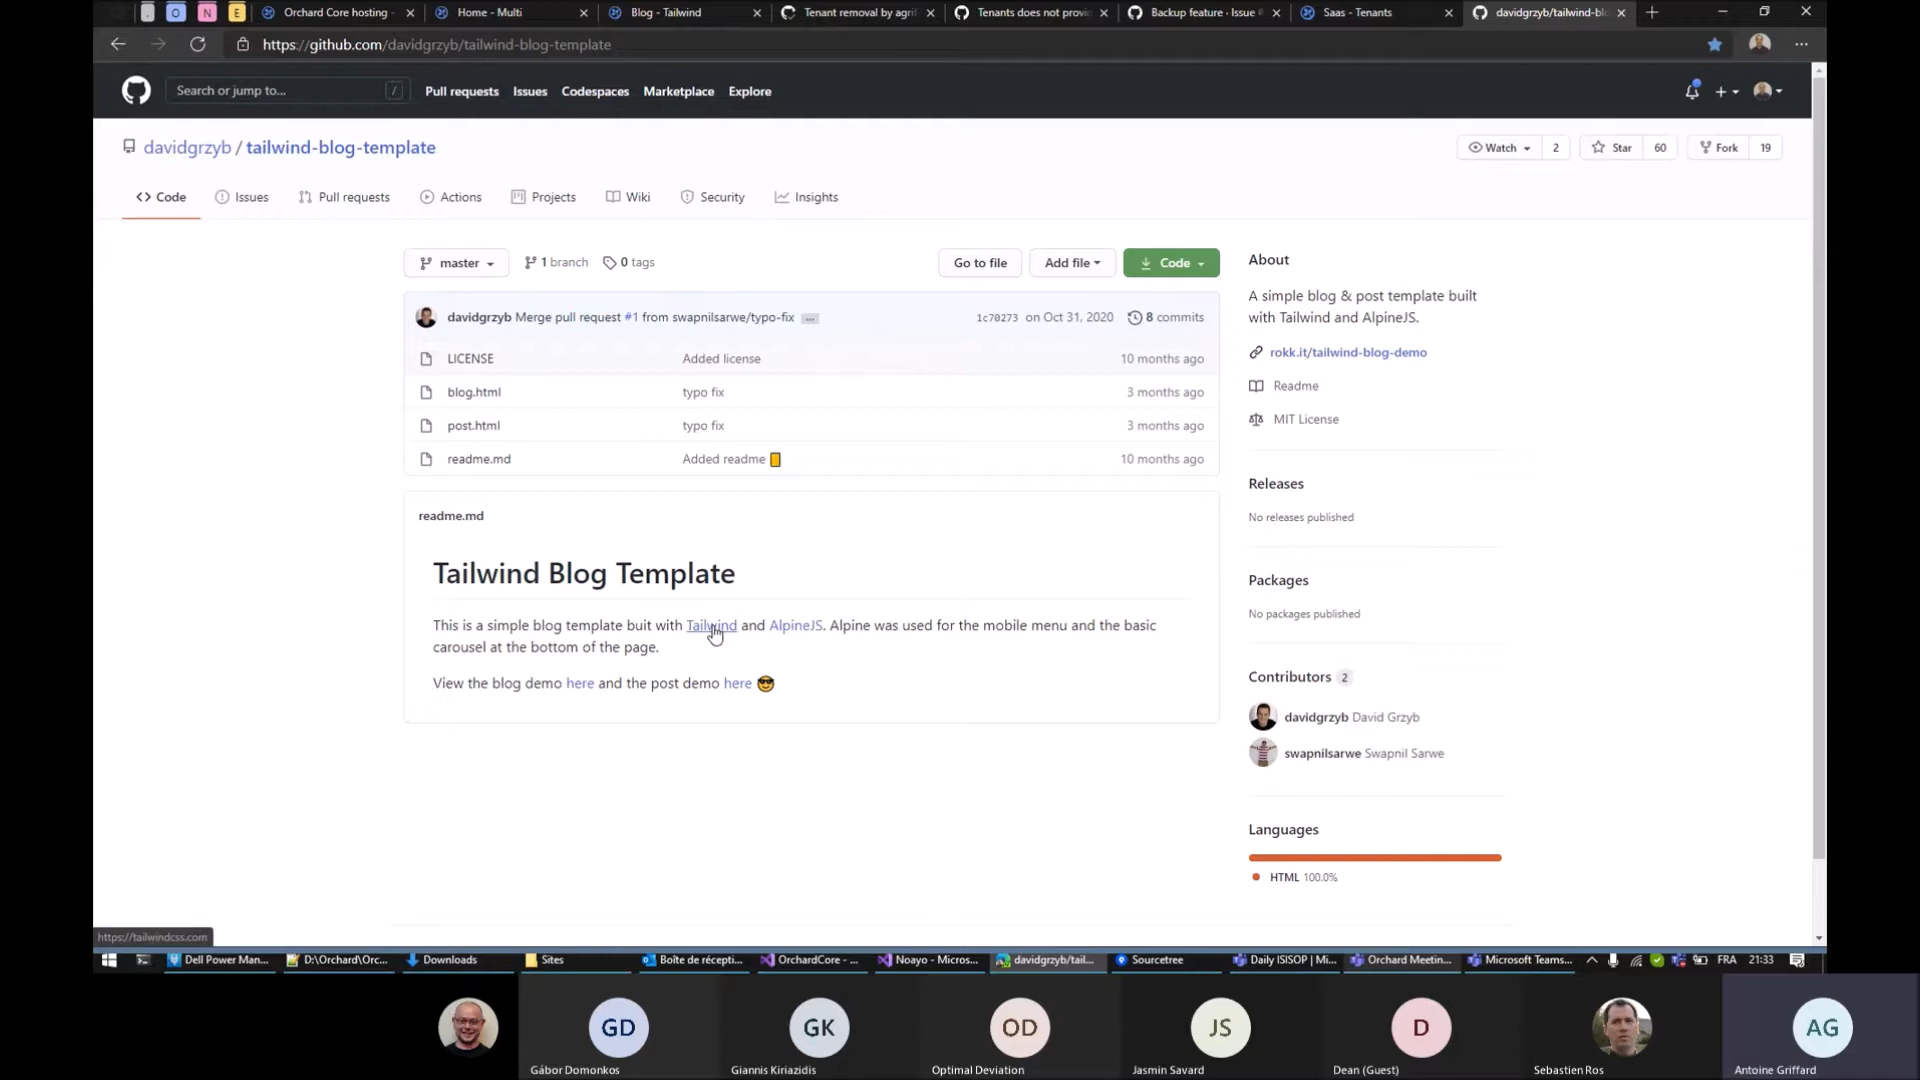 O N E Orchard Core hosting - Home - Multi Blog - Tailwind Tenant removal by agri Tenants does not provi Backup feature · Issue Saas - Tenants davidgrzyb/tailwind-bl
https://github.com/davidgrzyb/tailwind-blog-template
Search or jump to... / Pull requests Issues Codespaces Marketplace Explore
davidgrzyb / tailwind-blog-template Watch 2 Star 60 Fork 19
Code Issues Pull requests Actions Projects Wiki Security Insights
master 1 branch 0 tags Go to file Add file Code
davidgrzyb Merge pull request #1 from swapnilsarwe/typo-fix ... 1c70273 on Oct 31, 2020 8 commits
LICENSE Added license 10 months ago
blog.html typo fix 3 months ago
post.html typo fix 3 months ago
readme.md Added readme 10 months ago
readme.md
Tailwind Blog Template
This is a simple blog template buit with Tailwind and AlpineJS. Alpine was used for the mobile menu and the basic
carousel at the bottom of the page.
View the blog demo here and the post demo here
About
A simple blog & post template built
with Tailwind and AlpineJS.
rokk.it/tailwind-blog-demo
Readme
MIT License
Releases
No releases published
Packages
No packages published
Contributors 2
davidgrzyb David Grzyb
swapnilsarwe Swapnil Sarwe
Languages
HTML 100.0%
https://tailwindcss.com
Dell Power Man... D:\Orchard\Orc... Downloads Sites Boîte de récepti... OrchardCore - ... Noayo - Micros... davidgrzyb/tail... Sourcetree Daily ISISOP | Mi... Orchard Meetin... Microsoft Teams... FRA 21:33
GD GK OD JS D AG
Gábor Domonkos Giannis Kiriazidis Optimal Deviation Jasmin Savard Dean (Guest) Sebastien Ros Antoine Griffard